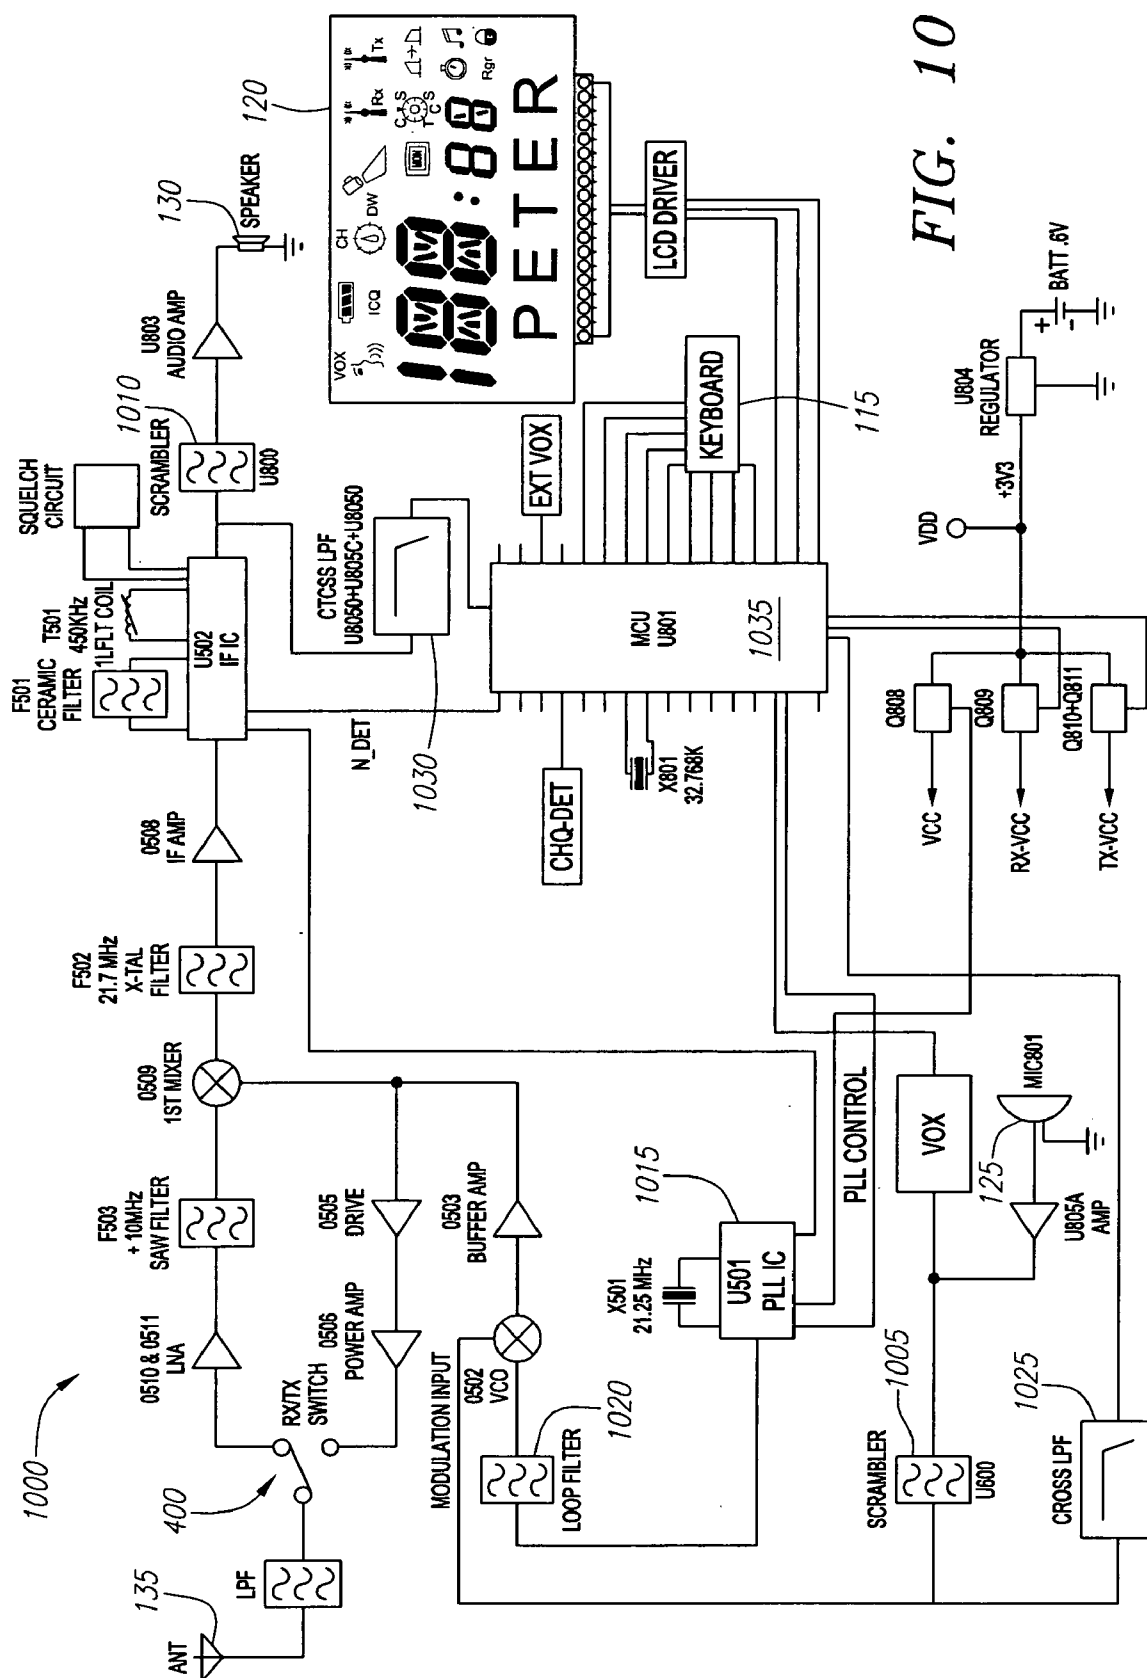 1000
135
ANT
LPF
400
RX/TX
SWITCH
0510 & 0511
LNA
F503
+ 10MHz
SAW FILTER
0509
1ST MIXER
F502
21.7 MHz
X-TAL
FILTER
0508
IF AMP
F501
CERAMIC
FILTER
T501
450KHz
1LFLT COIL
SQUELCH
CIRCUIT
U502
IF IC
SCRAMBLER
1010
U800
U803
AUDIO AMP
130
SPEAKER
0506
POWER AMP
0505
DRIVE
MODULATION INPUT
0502
VCO
0503
BUFFER AMP
LOOP FILTER
1020
X501
21.25 MHz
U501
PLL IC
1015
PLL CONTROL
N_DET
1030
CTCSS LPF
U8050+U805C+U8050
CHQ-DET
X801
32.768K
MCU
U801
1035
EXT VOX
KEYBOARD
115
LCD DRIVER
120
VOX
ICQ
CH
DW
MON
Rx
Tx
C T C S S
Rgr
188:88
PETER
SCRAMBLER
1005
U600
VOX
125
MIC801
U805A
AMP
CROSS LPF
1025
VCC
RX-VCC
TX-VCC
Q808
Q809
Q810+Q811
VDD
+3V3
U804
REGULATOR
+
-
BATT .6V
FIG. 10